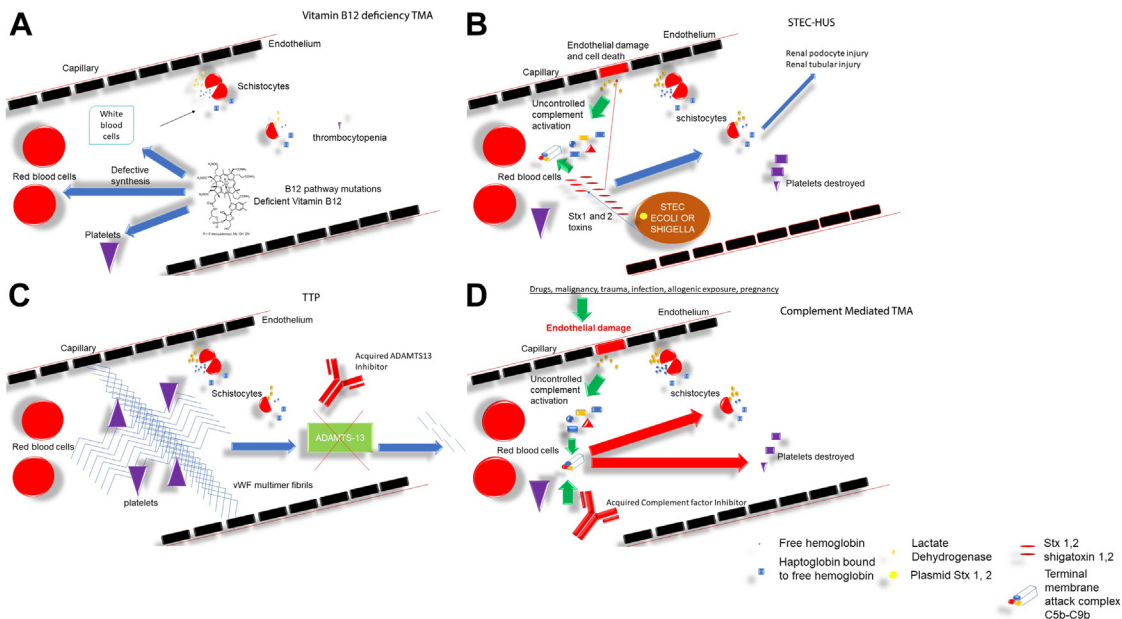 A
Vitamin B12 deficiency TMA
Endothelium
Capillary
Schistocytes
White
blood
cells
thrombocytopenia
Red blood cells
Defective
synthesis
B12 pathway mutations
Deficient Vitamin B12
Platelets
B
STEC-HUS
Endothelium
Endothelial damage
and cell death
Capillary
Renal podocyte injury
Renal tubular injury
Uncontrolled
complement
activation
schistocytes
Red blood cells
Platelets destroyed
Stx1 and 2
toxins
STEC
ECOLI OR
SHIGELLA
C
TTP
Endothelium
Capillary
Acquired ADAMTS13
Inhibitor
Schistocytes
ADAMTS-13
Red blood cells
vWF multimer fibrils
platelets
D
Drugs, malignancy, trauma, infection, allogenic exposure, pregnancy
Complement Mediated TMA
Endothelium
Endothelial damage
Capillary
Uncontrolled
complement
activation
schistocytes
Red blood cells
Platelets destroyed
Acquired Complement factor Inhibitor
Free hemoglobin
Haptoglobin bound
to free hemoglobin
Lactate
Dehydrogenase
Plasmid Stx 1, 2
Stx 1,2
shigatoxin 1,2
Terminal
membrane
attack complex
C5b-C9b